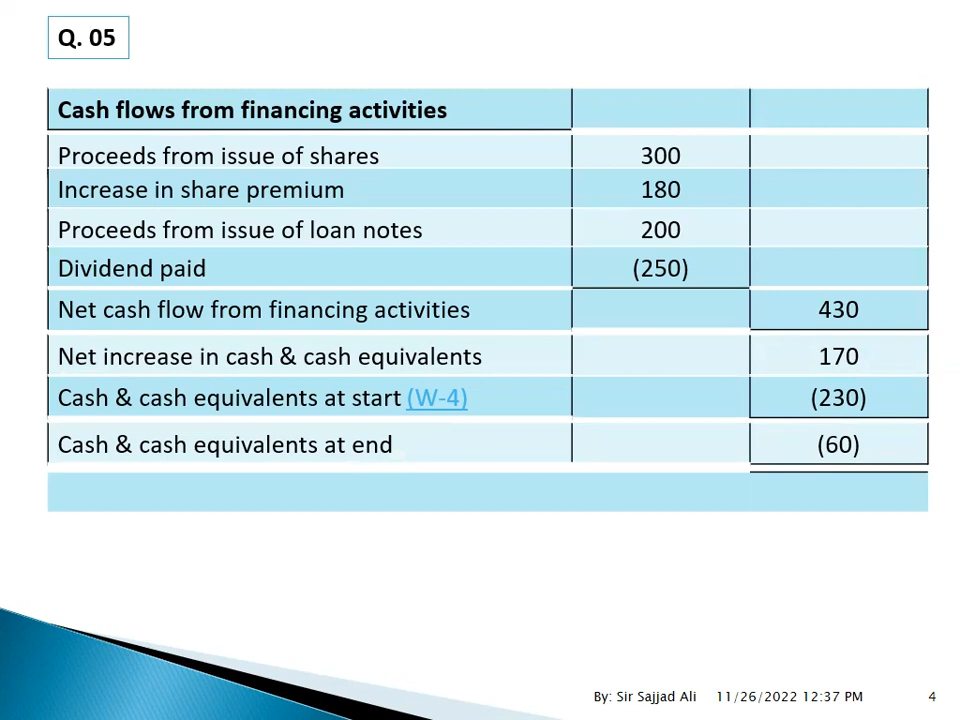 Q. 05
Cash flows from financing activities
Proceeds from issue of shares 300
Increase in share premium 180
Proceeds from issue of loan notes 200
Dividend paid (250)
Net cash flow from financing activities 430
Net increase in cash & cash equivalents 170
Cash & cash equivalents at start (W-4) (230)
Cash & cash equivalents at end (60)
By: Sir Sajjad Ali 11/26/2022 12:37 PM 4